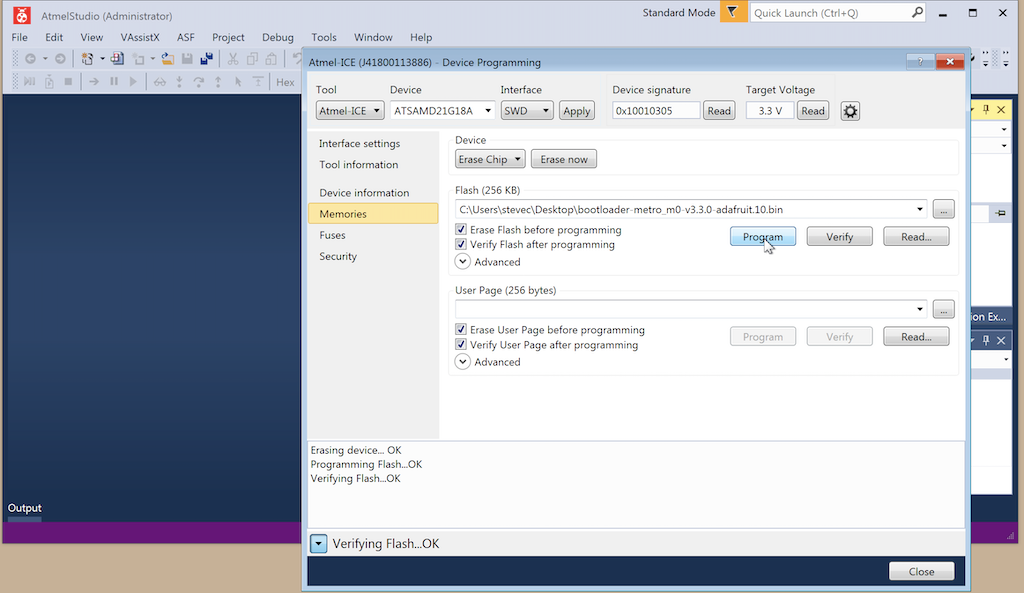 AtmelStudio (Administrator)
Standard Mode
Quick Launch (Ctrl+Q)
File Edit View VAssistX ASF Project Debug Tools Window Help
Hex
Atmel-ICE (J41800113886) - Device Programming
Tool Device Interface Device signature Target Voltage
Atmel-ICE ATSAMD21G18A SWD Apply 0x10010305 Read 3.3 V Read
Interface settings
Tool information
Device information
Memories
Fuses
Security
Device
Erase Chip Erase now
Flash (256 KB)
C:\Users\stevec\Desktop\bootloader-metro_m0-v3.3.0-adafruit.10.bin ...
Erase Flash before programming
Verify Flash after programming
Program Verify Read...
Advanced
User Page (256 bytes)
...
Erase User Page before programming
Verify User Page after programming
Program Verify Read...
Advanced
ion Ex...
Erasing device... OK
Programming Flash...OK
Verifying Flash...OK
Output
Verifying Flash...OK
Close